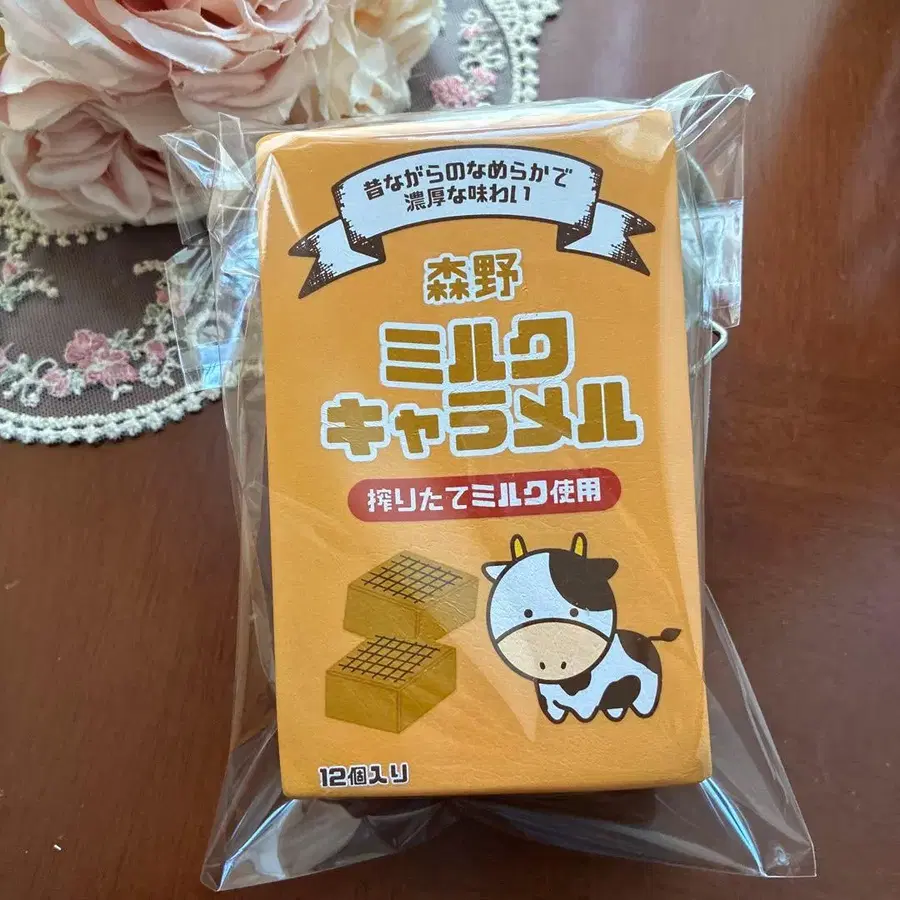 昔ながらのなめらかで
濃厚な味わい
森野
ミルク
キャラメル
搾りたてミルク使用
12個入り